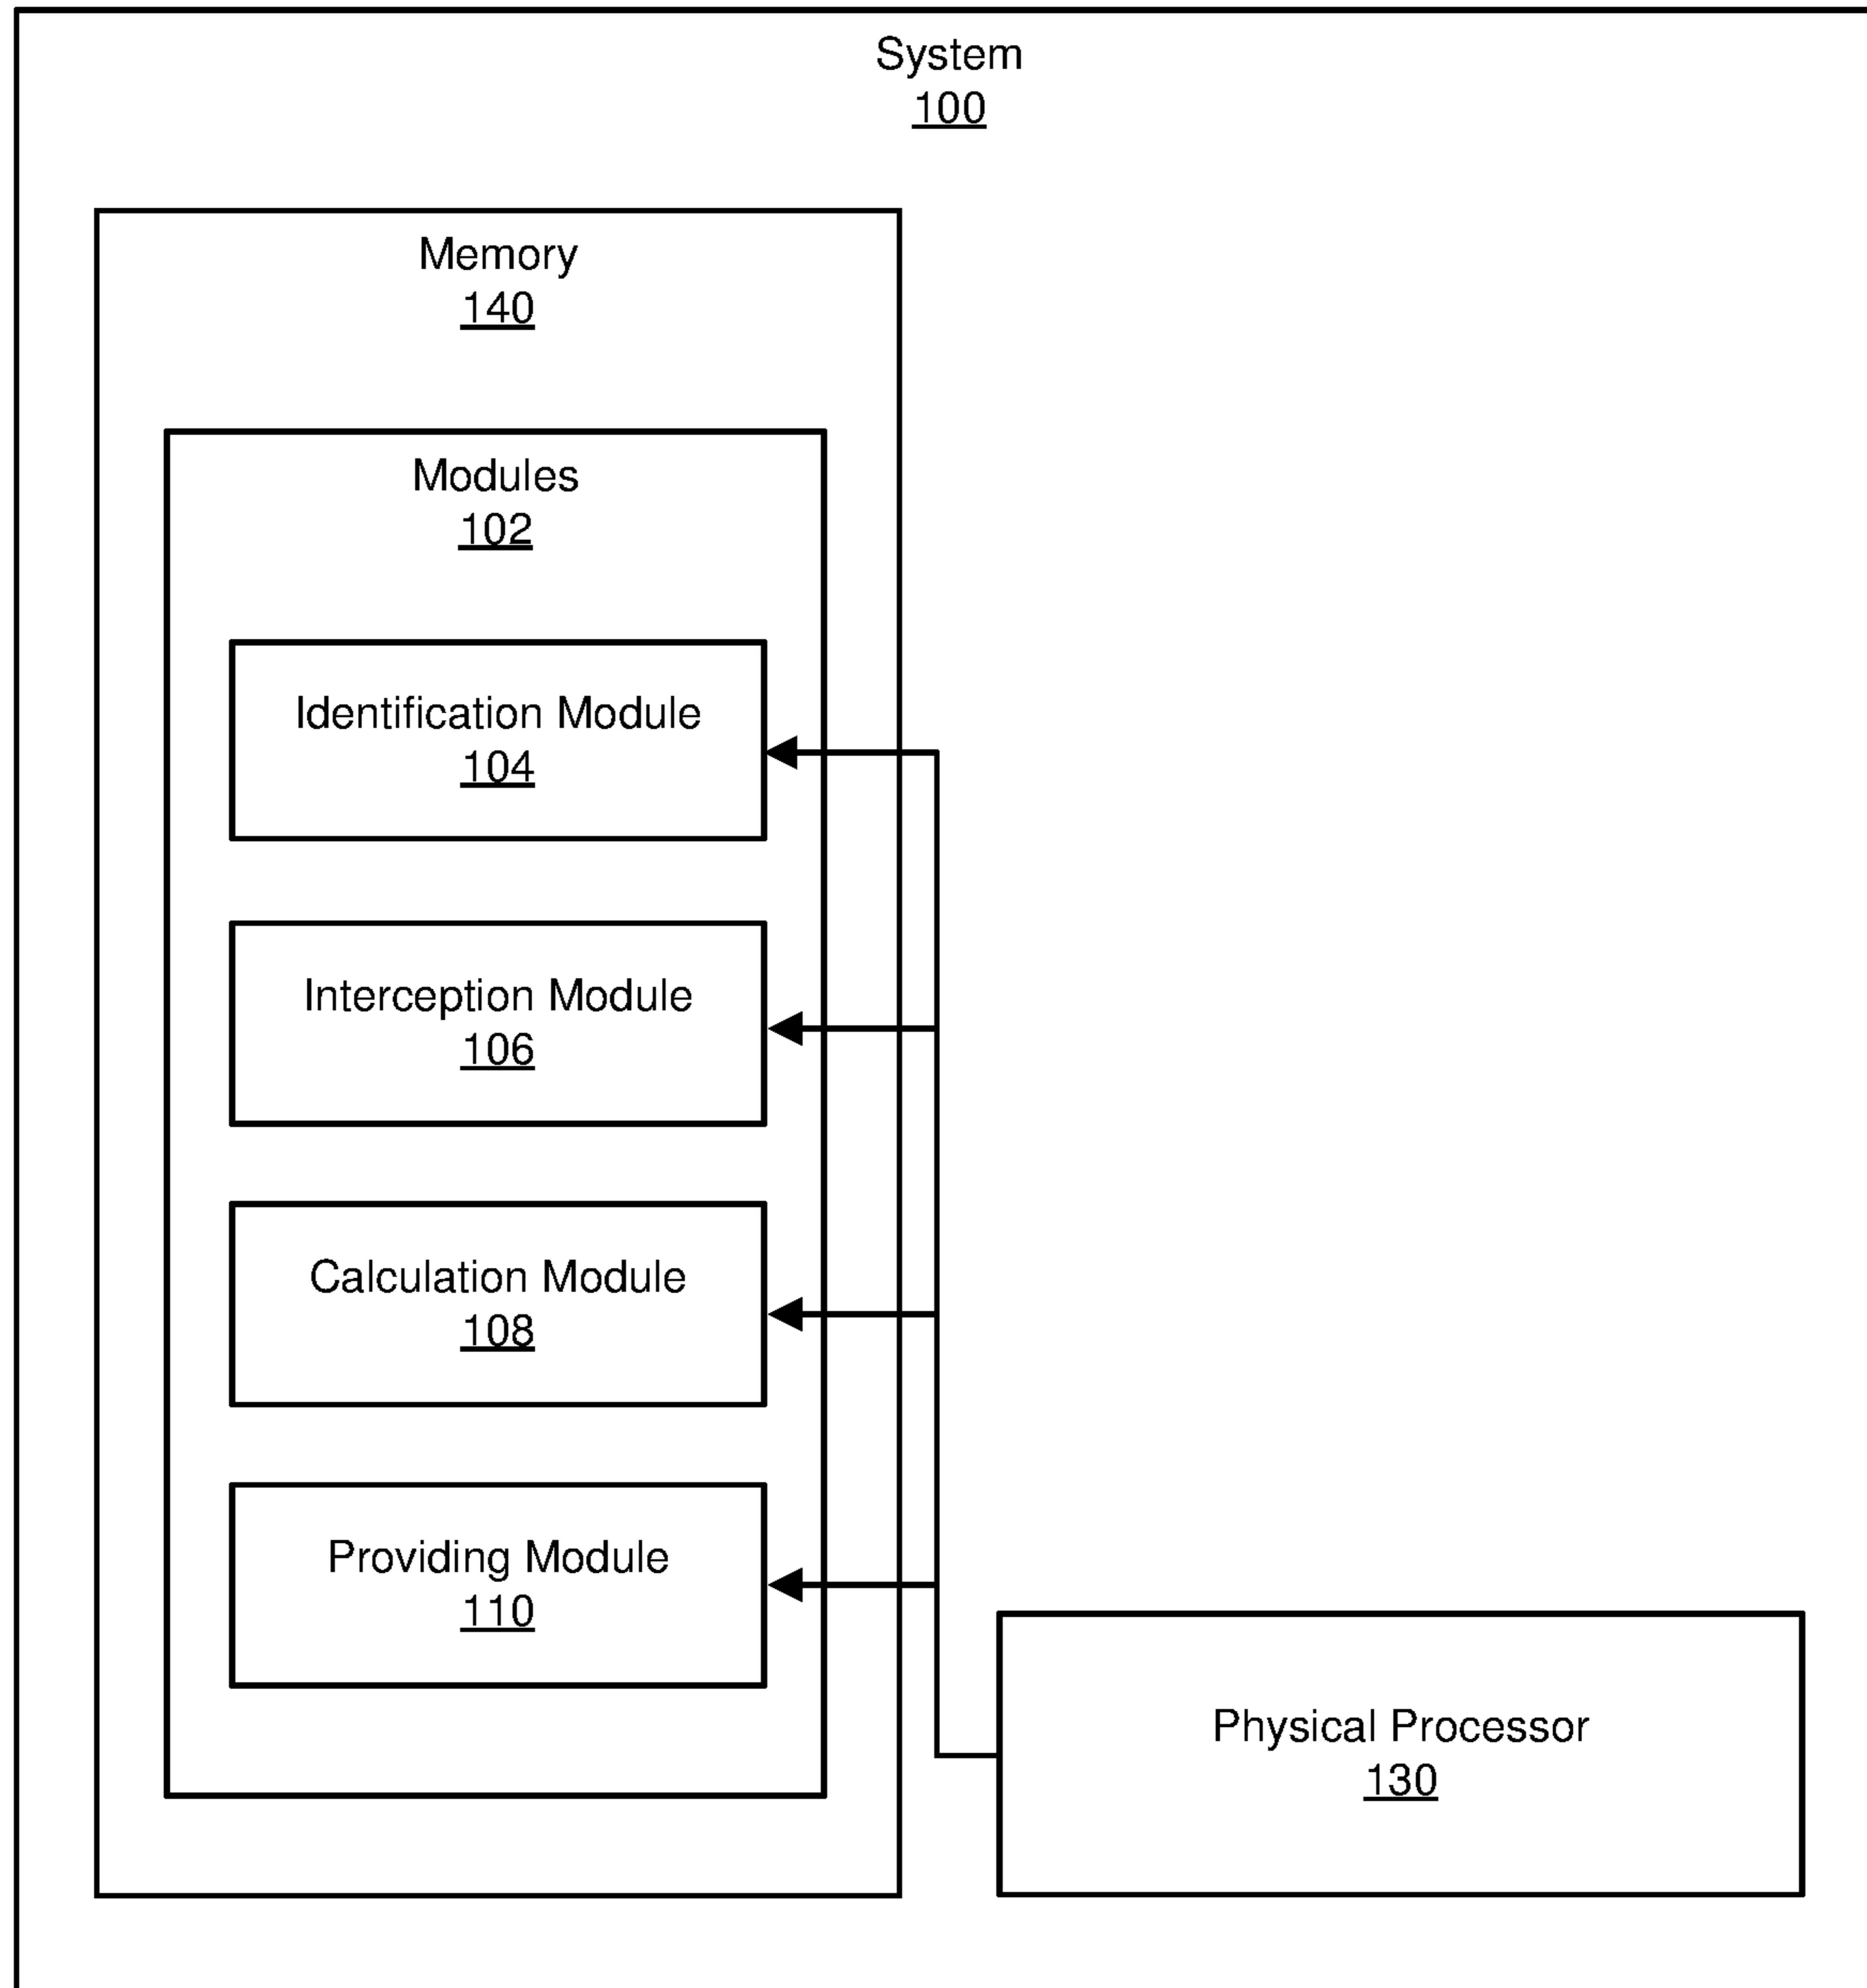 System
100
Memory
140
Modules
102
Identification Module
104
Interception Module
106
Calculation Module
108
Providing Module
110
Physical Processor
130